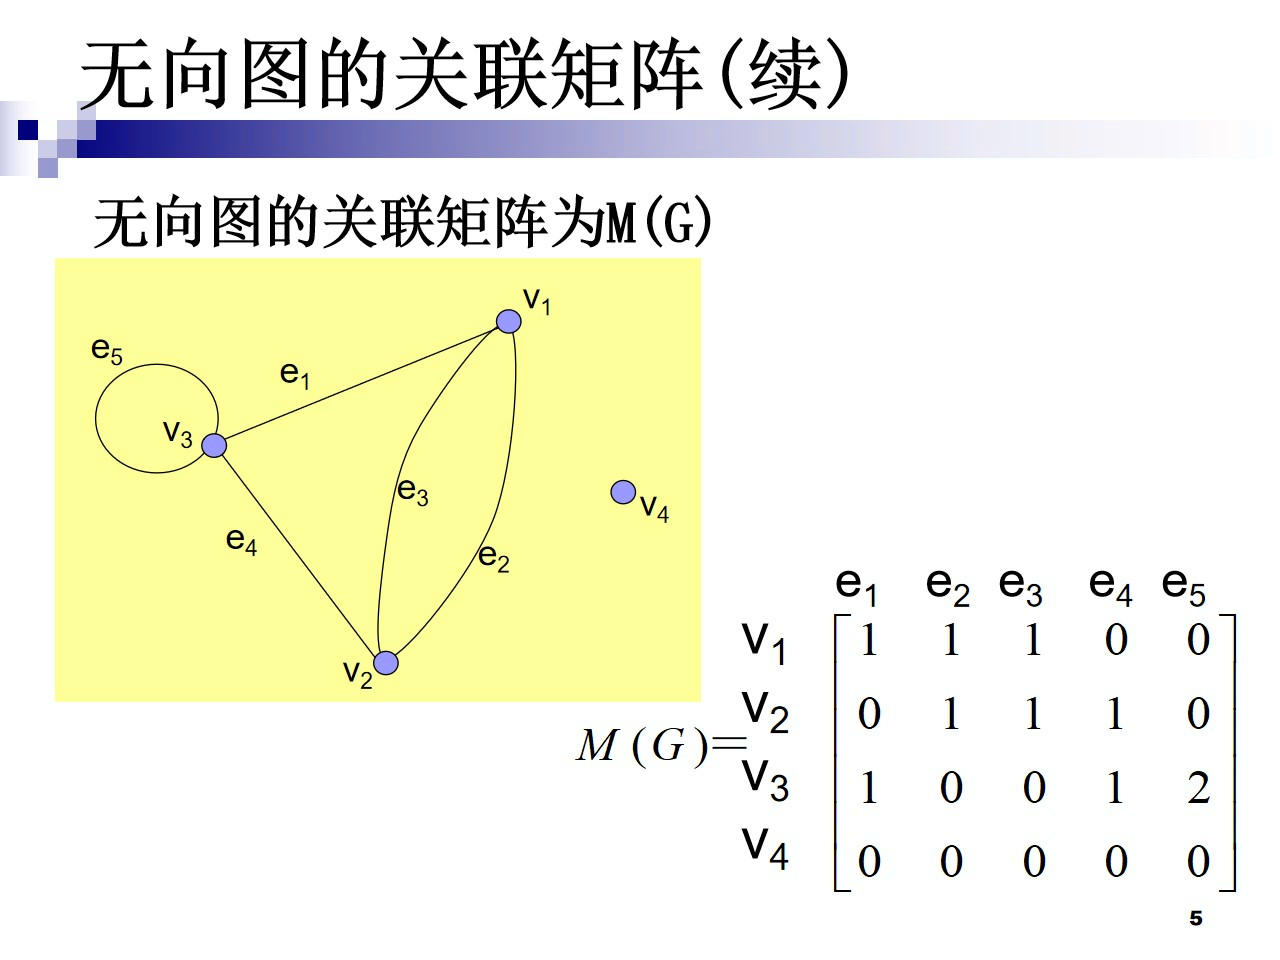 无向图的关联矩阵(续)
无向图的关联矩阵为M(G)
v1
e5
e1
v3
e3
v4
e4
e2
v2
e1 e2 e3 e4 e5
v1 1 1 1 0 0
v2 0 1 1 1 0
M (G)=
v3 1 0 0 1 2
v4 0 0 0 0 0
5